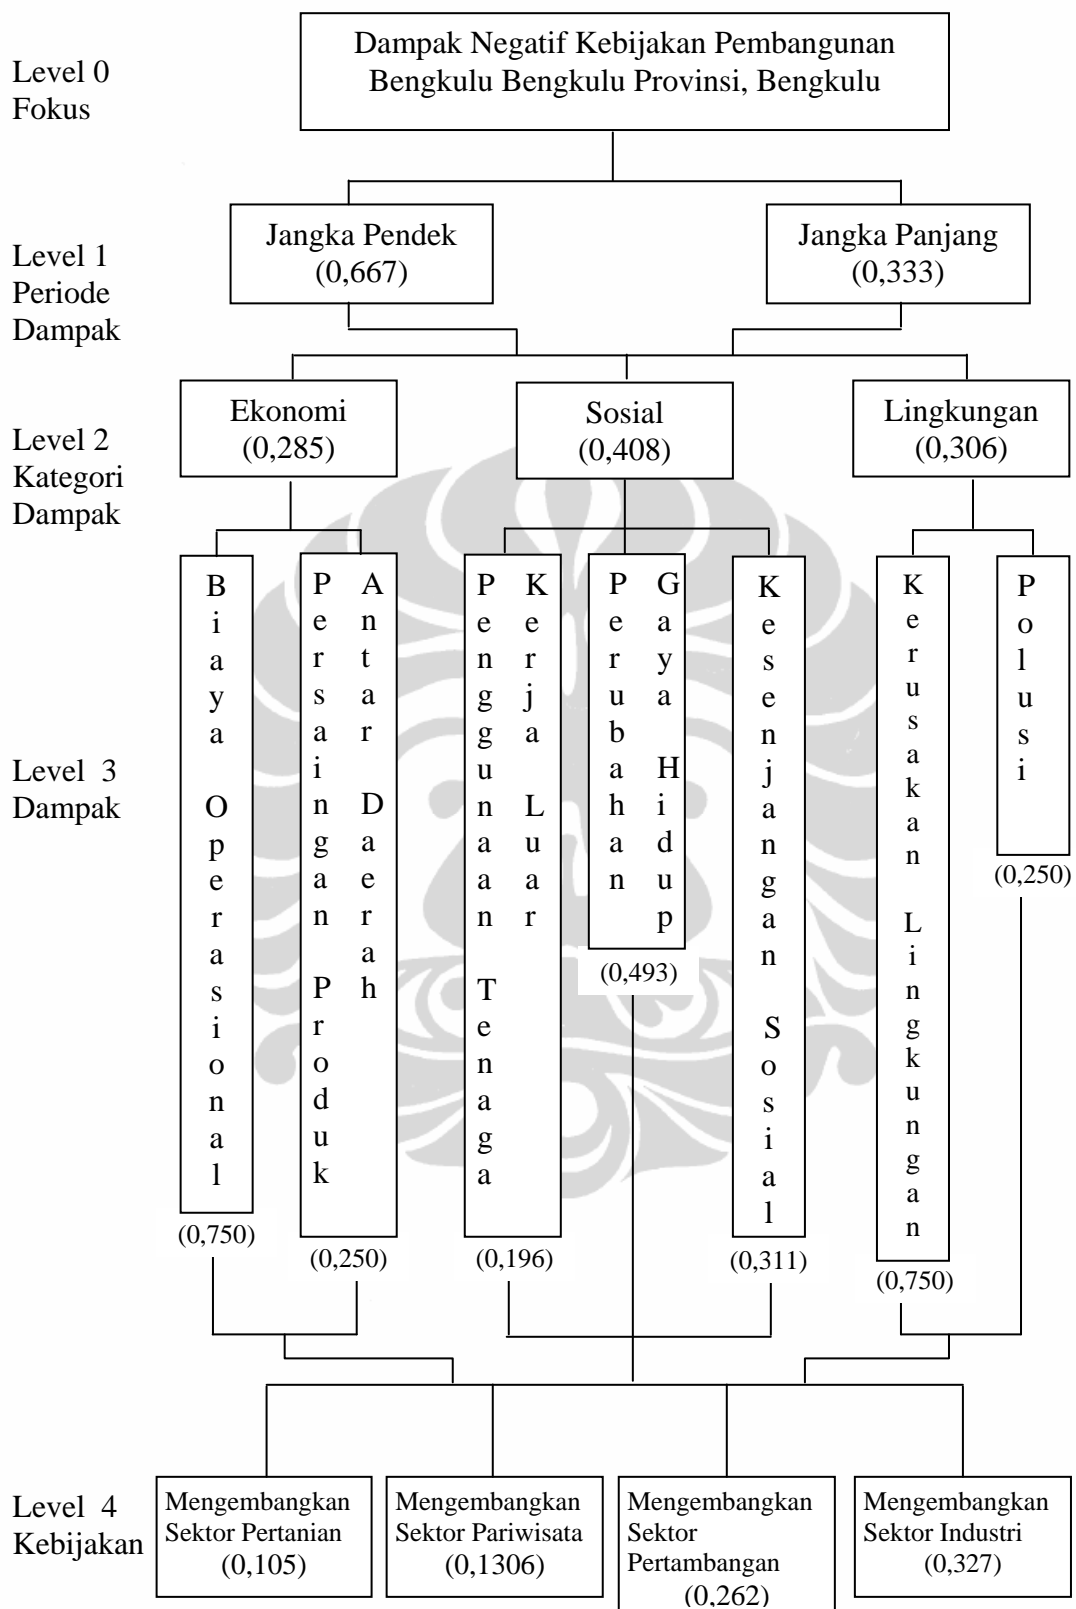 Level 0
Fokus
Dampak Negatif Kebijakan Pembangunan
Bengkulu Bengkulu Provinsi, Bengkulu
Level 1
Periode
Dampak
Jangka Pendek
(0,667)
Jangka Panjang
(0,333)
Level 2
Kategori
Dampak
Ekonomi
(0,285)
Sosial
(0,408)
Lingkungan
(0,306)
Level 3
Dampak
Biaya Operasional
(0,750)
Persaingan Produk
Antar Daerah
(0,250)
Penggunaan Tenaga
Kerja Luar
(0,196)
Perubahan
Gaya Hidup
(0,493)
Kesenjangan Sosial
(0,311)
Kerusakan Lingkungan
(0,750)
Polusi
(0,250)
Level 4
Kebijakan
Mengembangkan
Sektor Pertanian
(0,105)
Mengembangkan
Sektor Pariwisata
(0,1306)
Mengembangkan
Sektor
Pertambangan
(0,262)
Mengembangkan
Sektor Industri
(0,327)